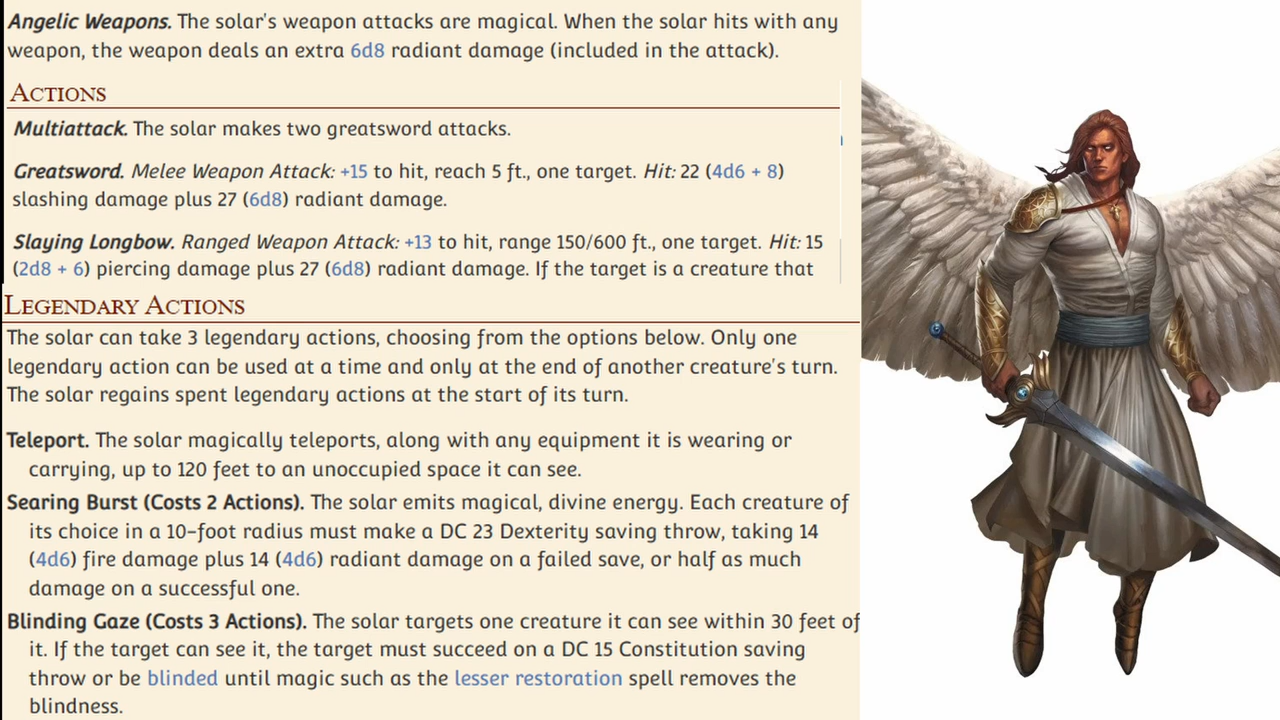 Angelic Weapons. The solar's weapon attacks are magical. When the solar hits with any
weapon, the weapon deals an extra 6d8 radiant damage (included in the attack).
Actions
Multiattack. The solar makes two greatsword attacks.
Greatsword. Melee Weapon Attack: +15 to hit, reach 5 ft., one target. Hit: 22 (4d6 + 8)
slashing damage plus 27 (6d8) radiant damage.
Slaying Longbow. Ranged Weapon Attack: +13 to hit, range 150/600 ft., one target. Hit: 15
(2d8 + 6) piercing damage plus 27 (6d8) radiant damage. If the target is a creature that
Legendary Actions
The solar can take 3 legendary actions, choosing from the options below. Only one
legendary action can be used at a time and only at the end of another creature's turn.
The solar regains spent legendary actions at the start of its turn.
Teleport. The solar magically teleports, along with any equipment it is wearing or
carrying, up to 120 feet to an unoccupied space it can see.
Searing Burst (Costs 2 Actions). The solar emits magical, divine energy. Each creature of
its choice in a 10-foot radius must make a DC 23 Dexterity saving throw, taking 14
(4d6) fire damage plus 14 (4d6) radiant damage on a failed save, or half as much
damage on a successful one.
Blinding Gaze (Costs 3 Actions). The solar targets one creature it can see within 30 feet of
it. If the target can see it, the target must succeed on a DC 15 Constitution saving
throw or be blinded until magic such as the lesser restoration spell removes the
blindness.